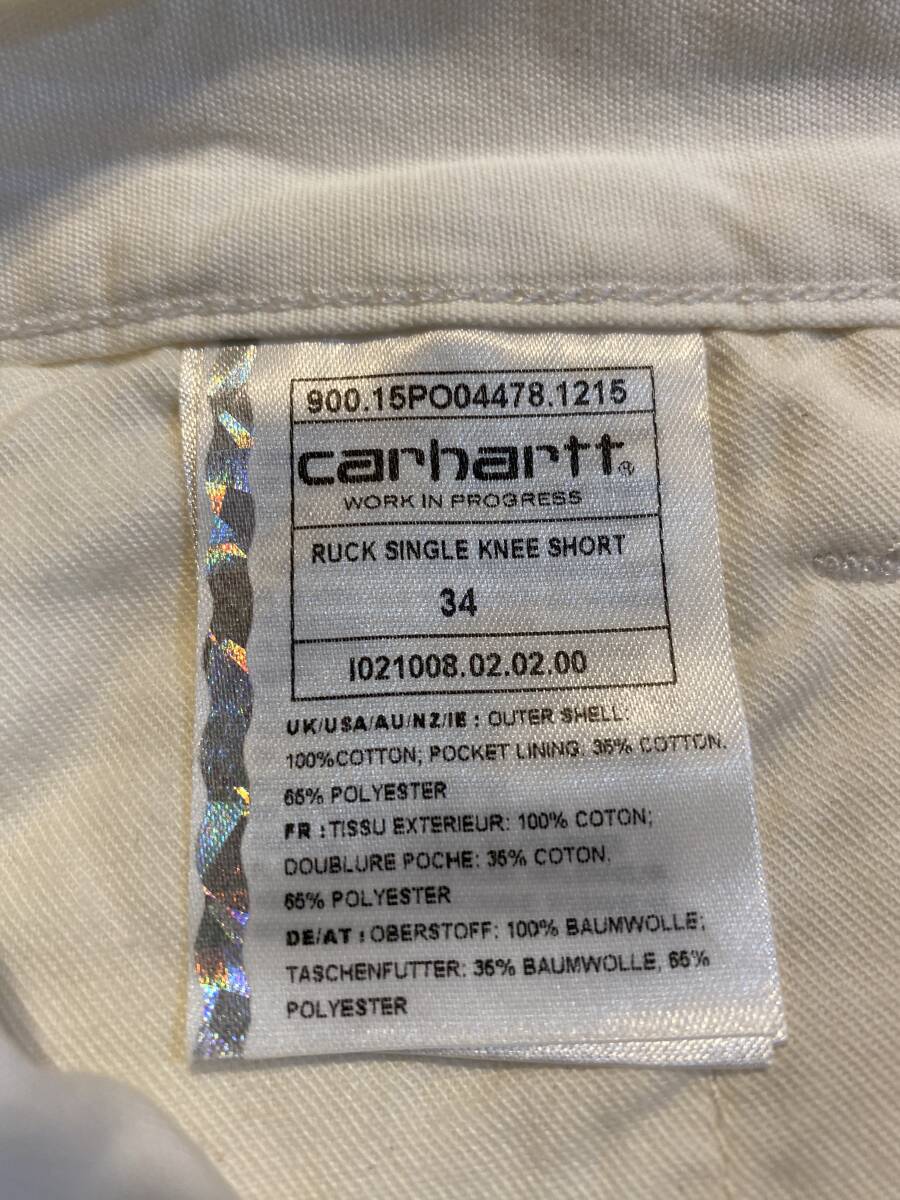 900.15PO04478.1215
carhartt®
WORK IN PROGRESS
RUCK SINGLE KNEE SHORT
34
I021008.02.02.00
UK/USA/AU/NZ/IE : OUTER SHELL:
100%COTTON; POCKET LINING: 35% COTTON.
65% POLYESTER
FR : TISSU EXTERIEUR: 100% COTON;
DOUBLURE POCHE: 35% COTON.
65% POLYESTER
DE/AT : OBERSTOFF: 100% BAUMWOLLE;
TASCHENFUTTER: 35% BAUMWOLLE, 65%
POLYESTER